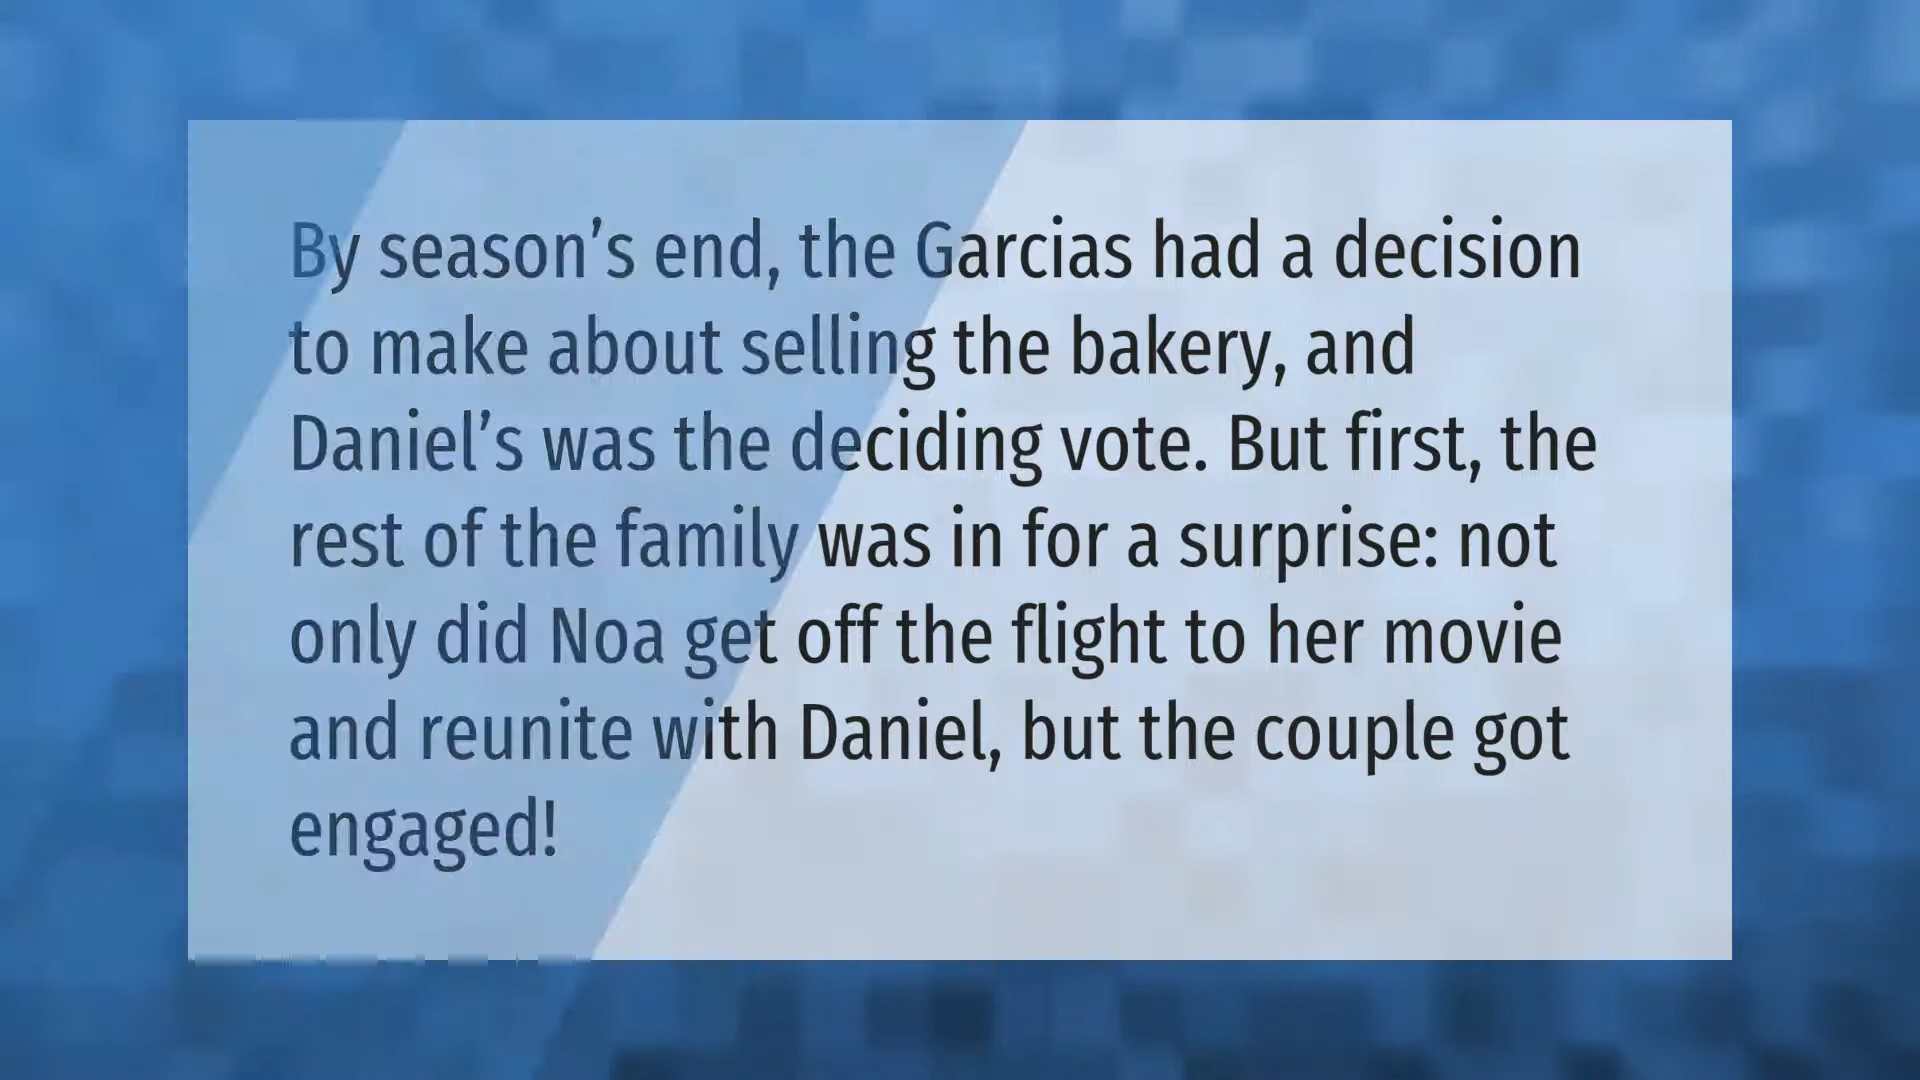 By season’s end, the Garcias had a decision
to make about selling the bakery, and
Daniel’s was the deciding vote. But first, the
rest of the family was in for a surprise: not
only did Noa get off the flight to her movie
and reunite with Daniel, but the couple got
engaged!